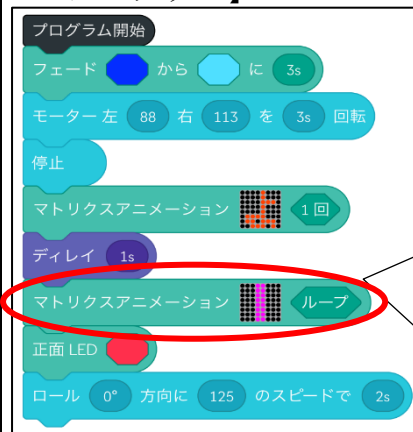 プログラム開始
フェード から に 3s
モーター 左 88 右 113 を 3s 回転
停止
マトリクスアニメーション 1 回
ディレイ 1s
マトリクスアニメーション ループ
正面 LED
ロール 0° 方向に 125 のスピードで 2s